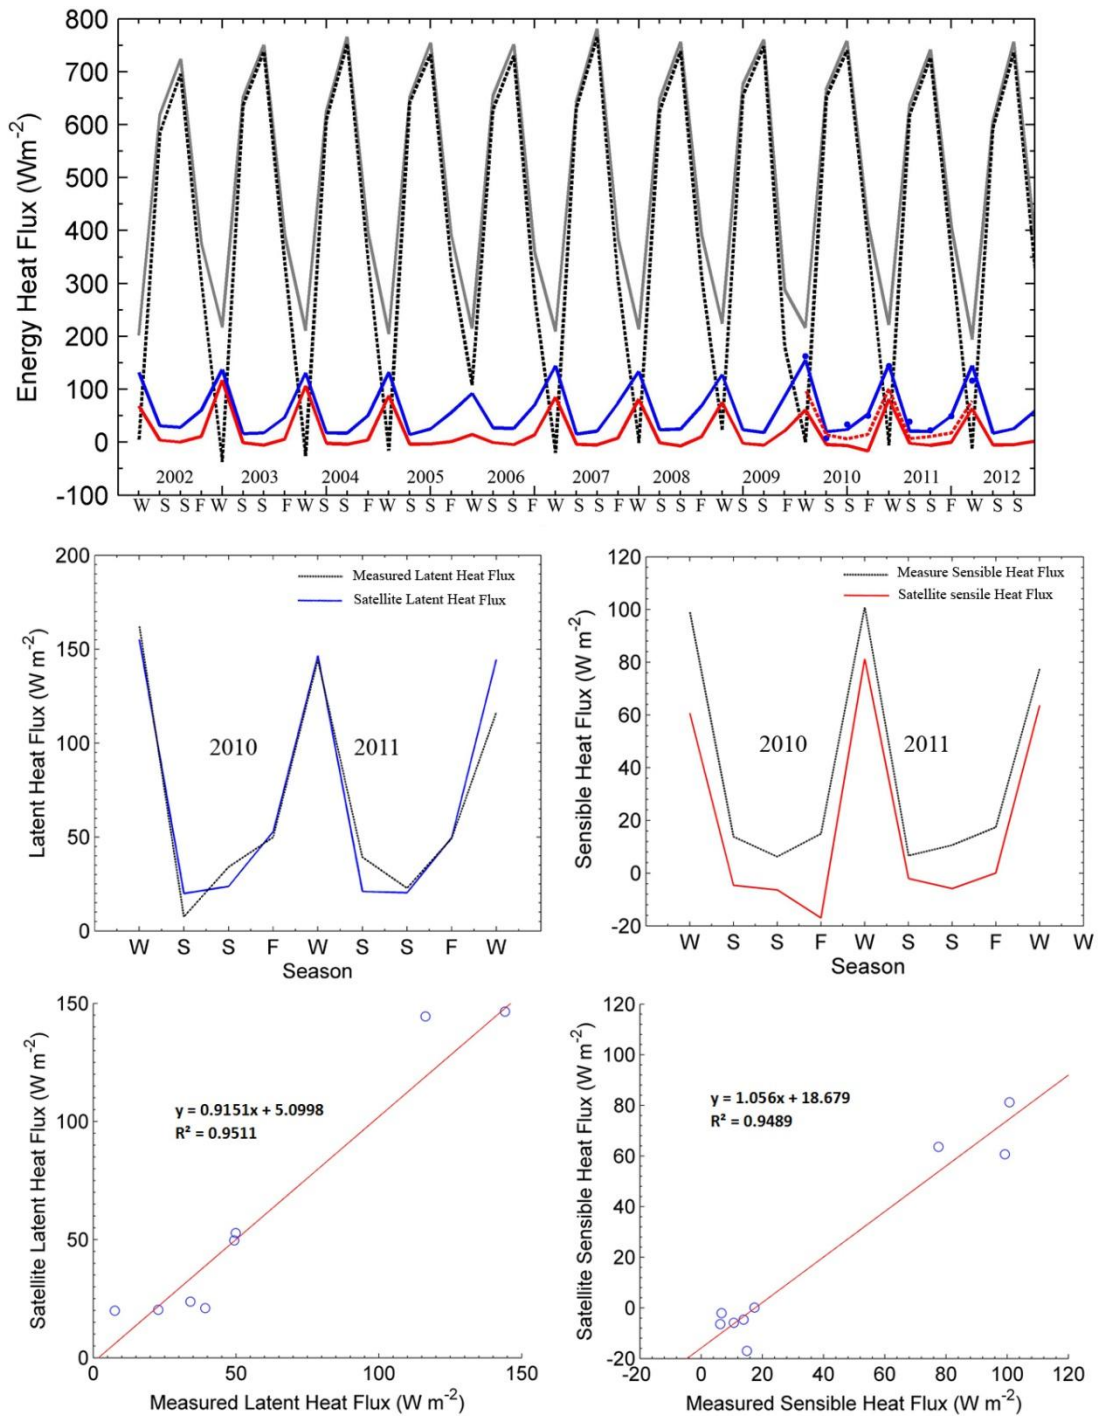 800
700
600
500
400
300
200
100
0
-100
Energy Heat Flux (Wm-2)
2002 2003 2004 2005 2006 2007 2008 2009 2010 2011 2012
W S S F W S S F W S S F W S S F W S S F W S S F W S S F W S S F W S S F W S S F W S S
200
150
100
50
0
Latent Heat Flux (W m-2)
Measured Latent Heat Flux
Satellite Latent Heat Flux
2010 2011
W S S F W S S F W
Season
120
100
80
60
40
20
0
-20
Sensible Heat Flux (W m-2)
Measure Sensible Heat Flux
Satellite sensile Heat Flux
2010 2011
W S S F W S S F W W
Season
150
100
50
0
Satellite Latent Heat Flux (W m-2)
y = 0.9151x + 5.0998
R² = 0.9511
0 50 100 150
Measured Latent Heat Flux (W m-2)
120
100
80
60
40
20
0
-20
Satellite Sensible Heat Flux (W m-2)
y = 1.056x + 18.679
R² = 0.9489
-20 0 20 40 60 80 100 120
Measured Sensible Heat Flux (W m-2)